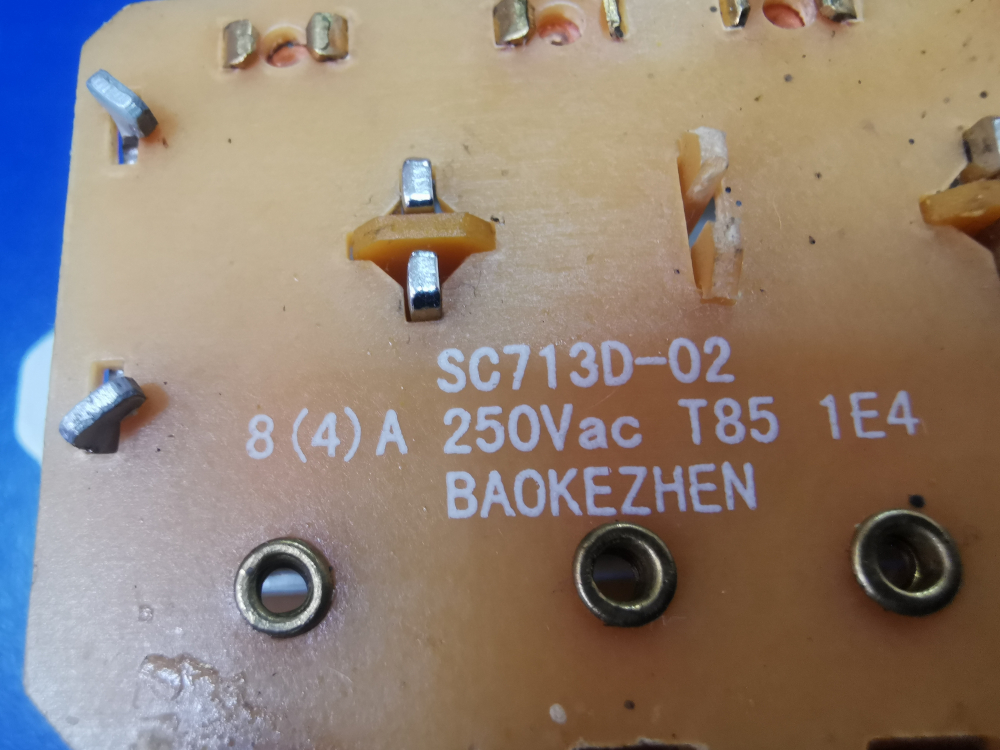 SC713D-02
8(4)A 250Vac T85 1E4
BAOKEZHEN